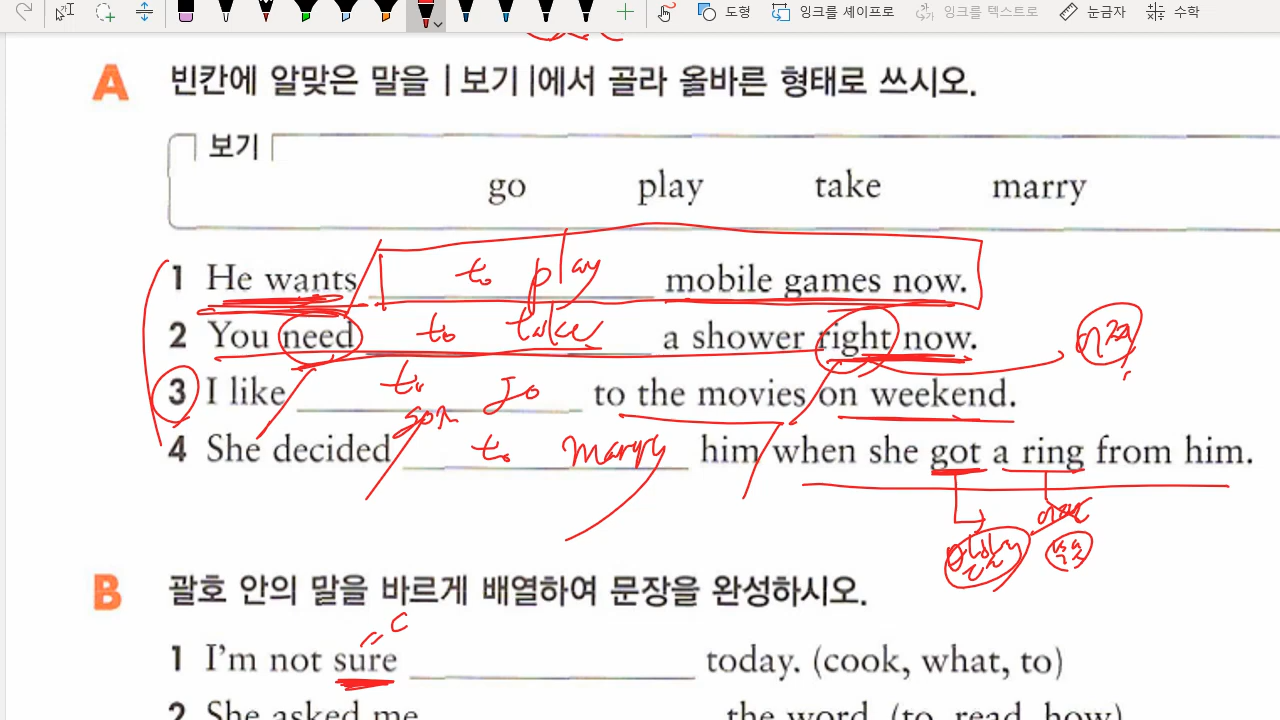 도형 잉크를 셰이프로 잉크를 텍스트로 눈금자 수학
A 빈칸에 알맞은 말을 | 보기 |에서 골라 올바른 형태로 쓰시오.
보기
go play take marry
1 He wants to play mobile games now.
2 You need to take a shower right now.
3 I like to go to the movies on weekend.
4 She decided to marry him when she got a ring from him.
B 괄호 안의 말을 바르게 배열하여 문장을 완성하시오.
C
1 I'm not sure ____________ today. (cook, what, to)
2 She asked me ____________ the word. (to, read, how)